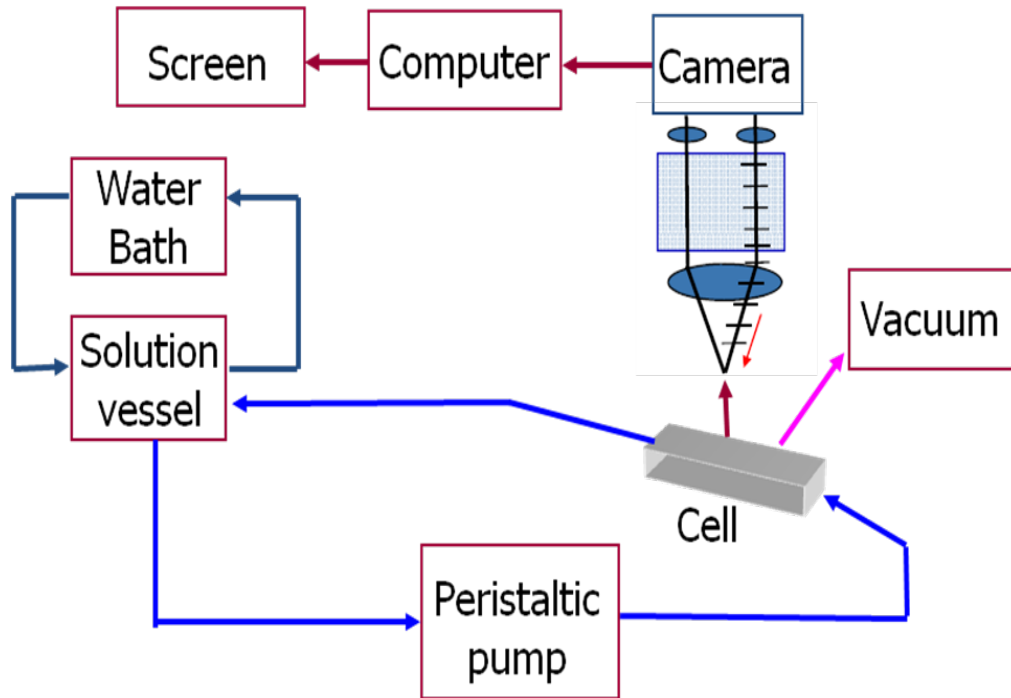 Screen
Computer
Camera
Water
Bath
Solution
vessel
Vacuum
Cell
Peristaltic
pump